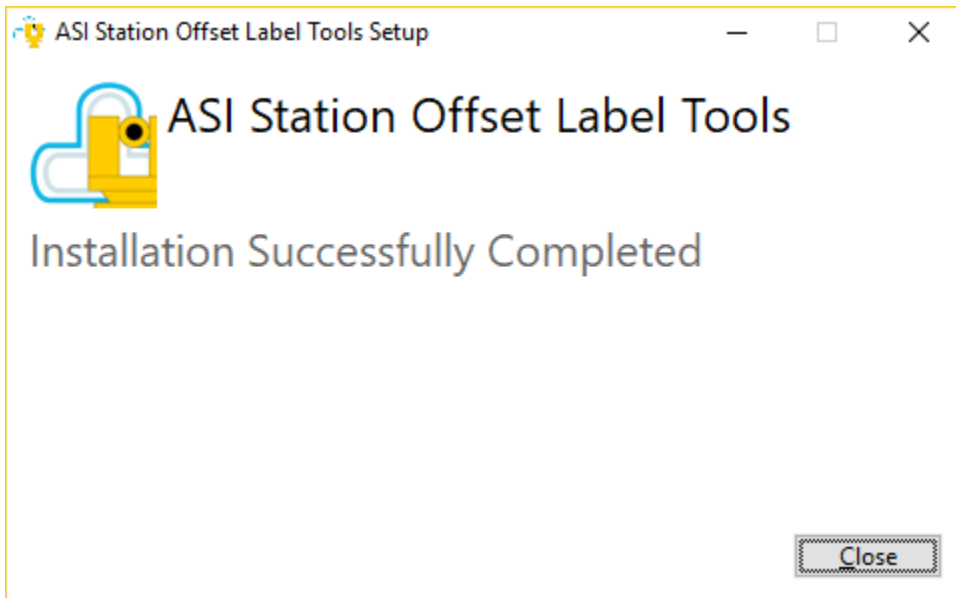 ASI Station Offset Label Tools Setup
ASI Station Offset Label Tools
Installation Successfully Completed
Close